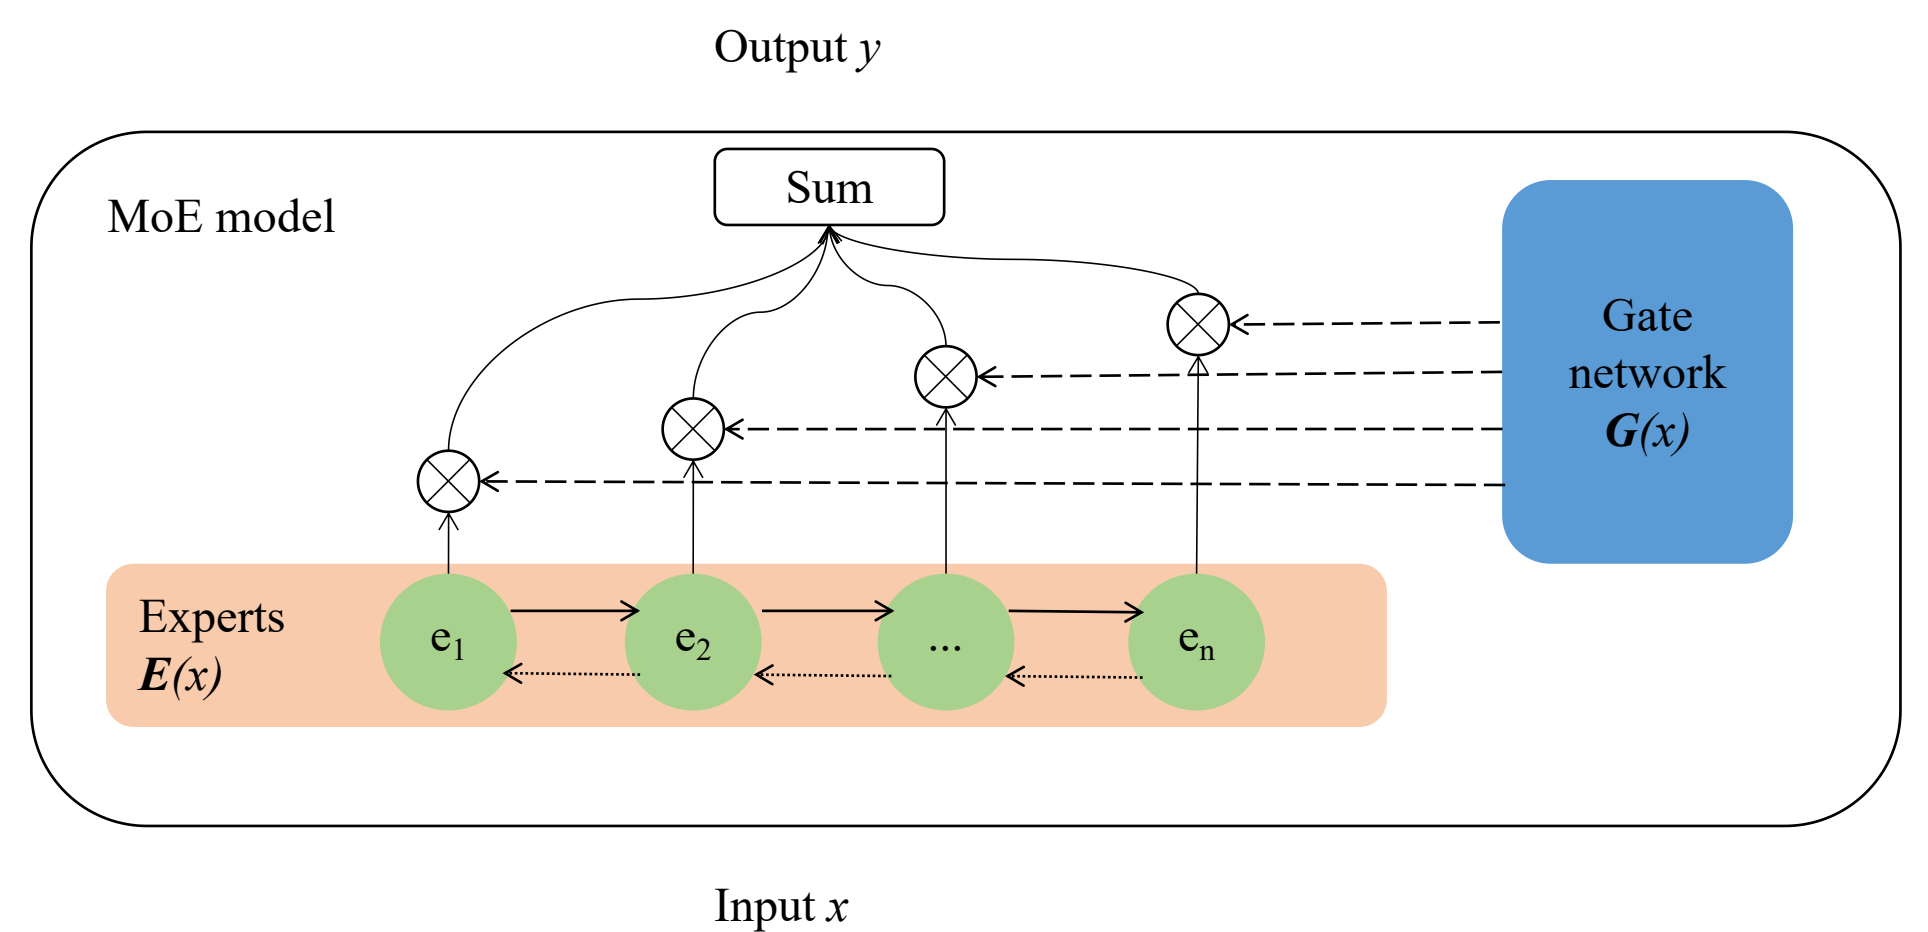 Output y
MoE model
Sum
Gate
network
G(x)
Experts
E(x)
e₁
e₂
...
eₙ
Input x